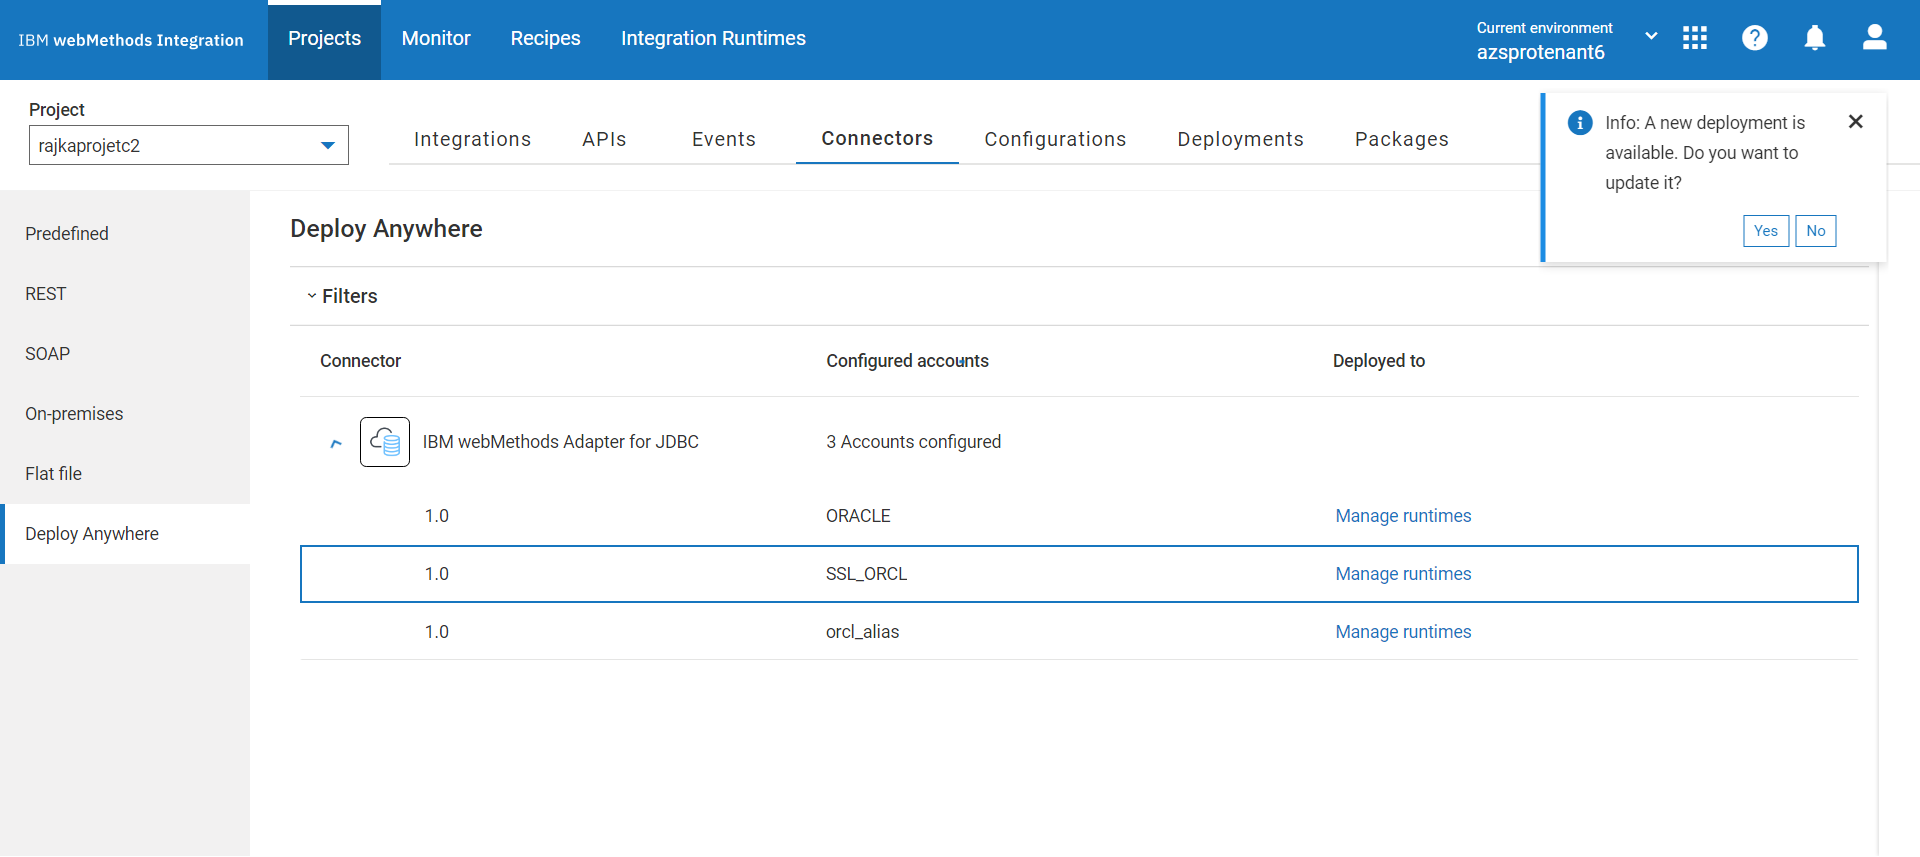 IBM webMethods Integration
Projects
Monitor
Recipes
Integration Runtimes
Current environment
azsprotenant6
Project
rajkaprojetc2
Integrations
APIs
Events
Connectors
Configurations
Deployments
Packages
Info: A new deployment is
available. Do you want to
update it?
Yes
No
Predefined
REST
SOAP
On-premises
Flat file
Deploy Anywhere
Deploy Anywhere
Filters
Connector
Configured accounts
Deployed to
IBM webMethods Adapter for JDBC
3 Accounts configured
1.0
ORACLE
Manage runtimes
1.0
SSL_ORCL
Manage runtimes
1.0
orcl_alias
Manage runtimes